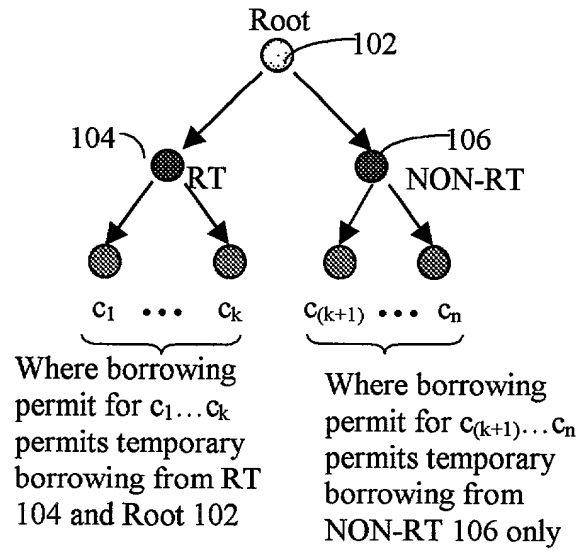 Root
102
104
106
RT
NON-RT
c1 ••• ck
c(k+1) ••• cn
Where borrowing
permit for c1…ck
permits temporary
borrowing from RT
104 and Root 102
Where borrowing
permit for c(k+1)…cn
permits temporary
borrowing from
NON-RT 106 only